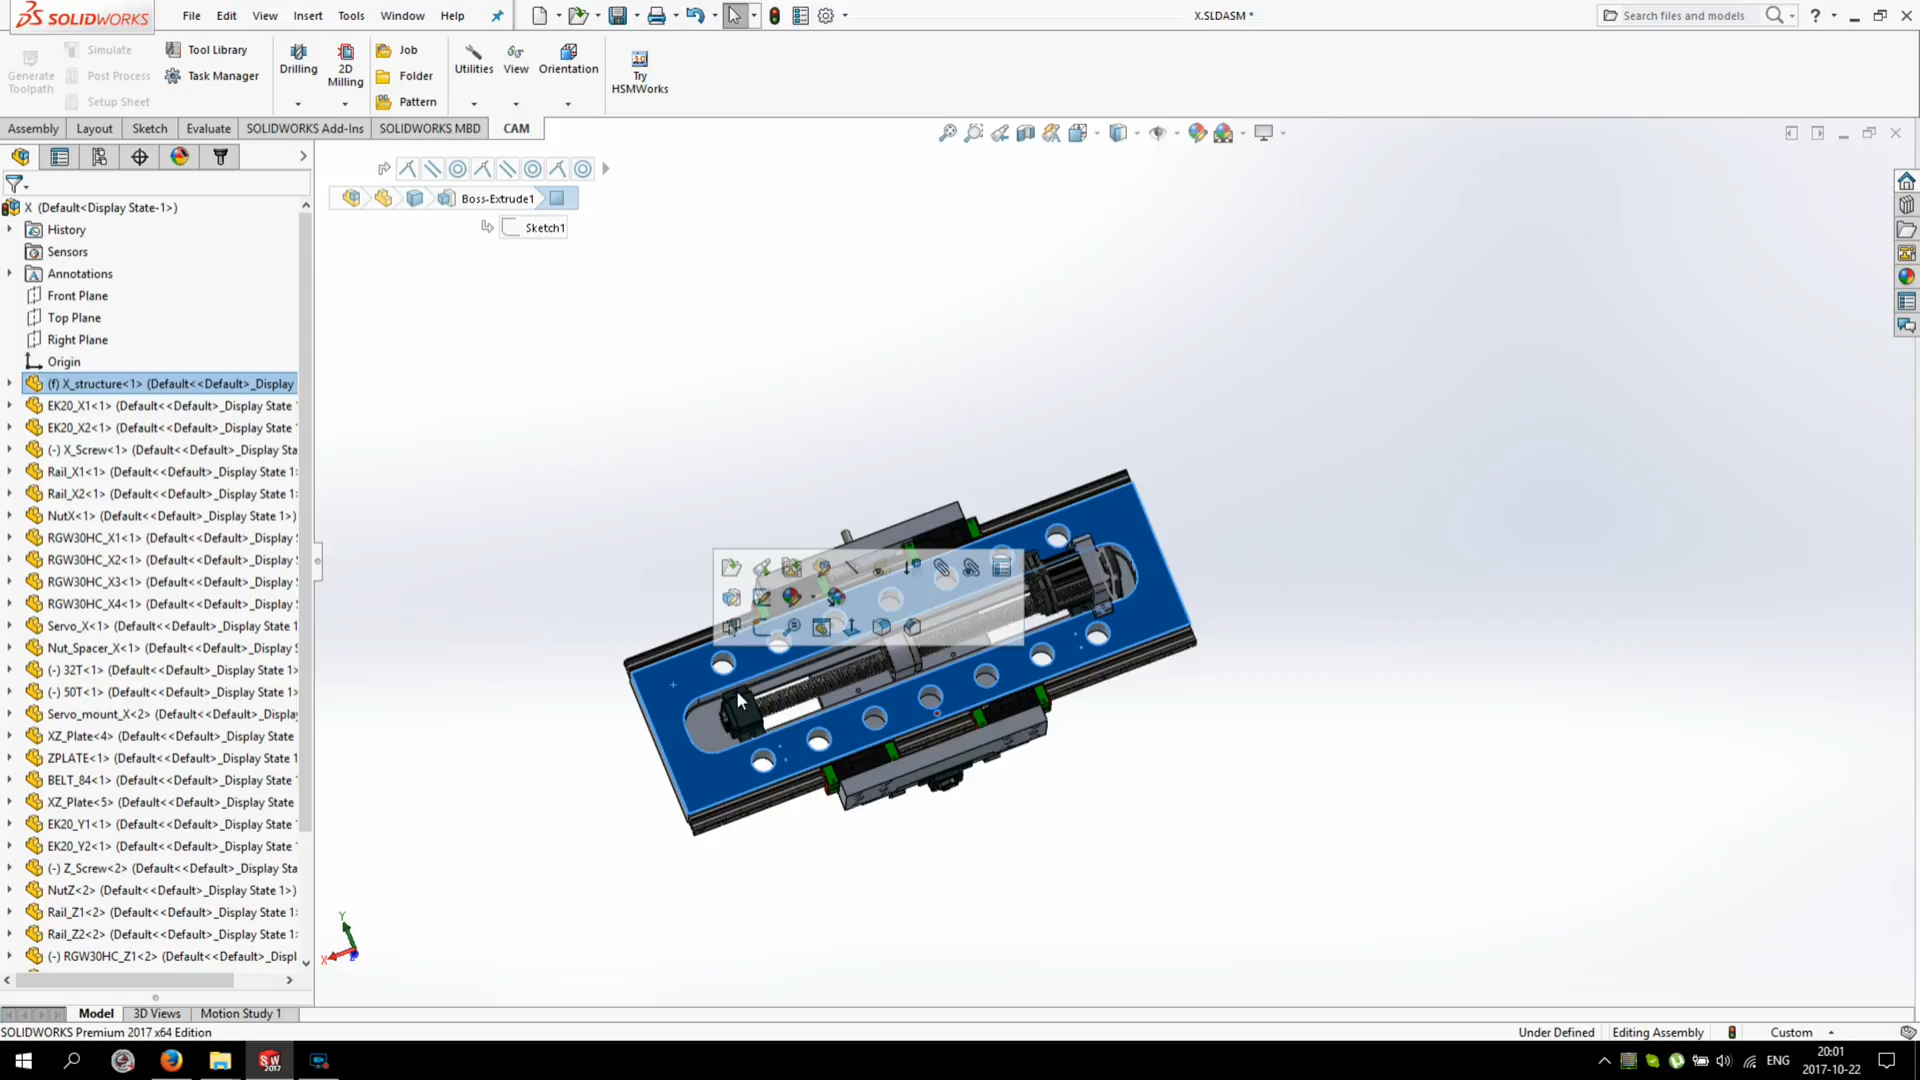 SOLIDWORKS
File Edit View Insert Tools Window Help
X.SLDASM *
Search files and models
Generate Toolpath
Simulate
Post Process
Setup Sheet
Tool Library
Task Manager
Drilling
2D Milling
Job
Folder
Pattern
Utilities
View
Orientation
Try HSMWorks
Assembly Layout Sketch Evaluate SOLIDWORKS Add-Ins SOLIDWORKS MBD CAM
Boss-Extrude1
Sketch1
X (Default<Display State-1>)
History
Sensors
Annotations
Front Plane
Top Plane
Right Plane
Origin
(f) X_structure<1> (Default<<Default>_Display
EK20_X1<1> (Default<<Default>_Display State
EK20_X2<1> (Default<<Default>_Display State
(-) X_Screw<1> (Default<<Default>_Display Sta
Rail_X1<1> (Default<<Default>_Display State 1>
Rail_X2<1> (Default<<Default>_Display State 1>
NutX<1> (Default<<Default>_Display State 1>)
RGW30HC_X1<1> (Default<<Default>_Display
RGW30HC_X2<1> (Default<<Default>_Display
RGW30HC_X3<1> (Default<<Default>_Display
RGW30HC_X4<1> (Default<<Default>_Display
Servo_X<1> (Default<<Default>_Display State 1
Nut_Spacer_X<1> (Default<<Default>_Display
(-) 32T<1> (Default<<Default>_Display State 1>
(-) 50T<1> (Default<<Default>_Display State 1>
Servo_mount_X<2> (Default<<Default>_Display
XZ_Plate<4> (Default<<Default>_Display State
ZPLATE<1> (Default<<Default>_Display State 1>
BELT_84<1> (Default<<Default>_Display State 1
XZ_Plate<5> (Default<<Default>_Display State
EK20_Y1<1> (Default<<Default>_Display State
EK20_Y2<1> (Default<<Default>_Display State
(-) Z_Screw<2> (Default<<Default>_Display Sta
NutZ<2> (Default<<Default>_Display State 1>)
Rail_Z1<2> (Default<<Default>_Display State 1>
Rail_Z2<2> (Default<<Default>_Display State 1>
(-) RGW30HC_Z1<2> (Default<<Default>_Displ
Y
X
Model 3D Views Motion Study 1
SOLIDWORKS Premium 2017 x64 Edition
Under Defined Editing Assembly Custom
SW 2017
ENG
20:01
2017-10-22